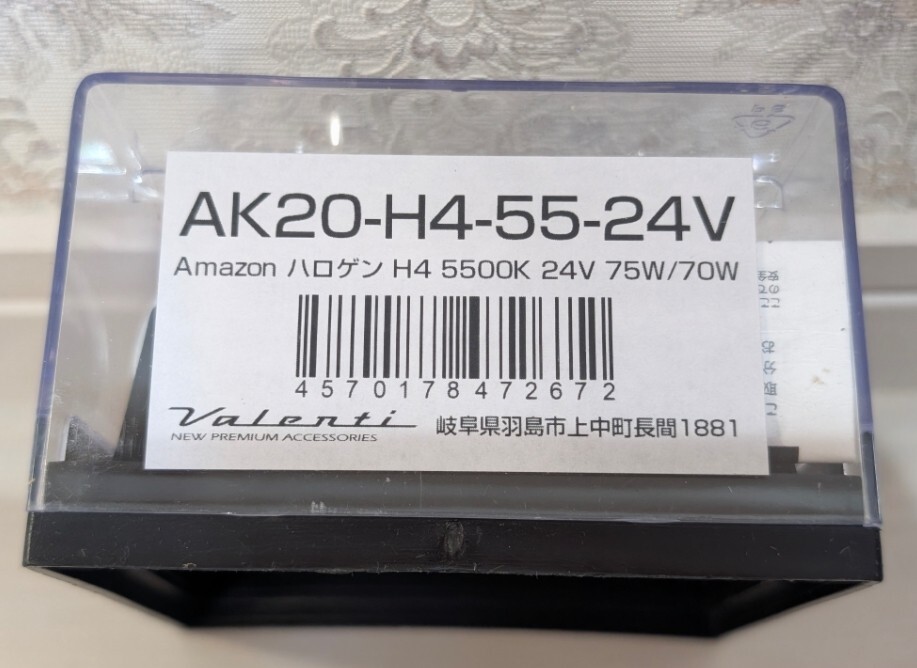 AK20-H4-55-24V
Amazon ハロゲン H4 5500K 24V 75W/70W
4570178472672
Valenti
NEW PREMIUM ACCESSORIES
岐阜県羽島市上中町長間1881